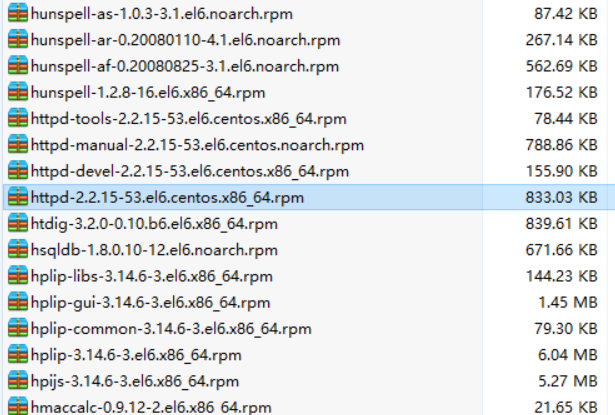 hunspell-as-1.0.3-3.1.el6.noarch.rpm 87.42 KB
hunspell-ar-0.20080110-4.1.el6.noarch.rpm 267.14 KB
hunspell-af-0.20080825-3.1.el6.noarch.rpm 562.69 KB
hunspell-1.2.8-16.el6.x86_64.rpm 176.52 KB
httpd-tools-2.2.15-53.el6.centos.x86_64.rpm 78.44 KB
httpd-manual-2.2.15-53.el6.centos.noarch.rpm 788.86 KB
httpd-devel-2.2.15-53.el6.centos.x86_64.rpm 155.90 KB
httpd-2.2.15-53.el6.centos.x86_64.rpm 833.03 KB
htdig-3.2.0-0.10.b6.el6.x86_64.rpm 839.61 KB
hsqldb-1.8.0.10-12.el6.noarch.rpm 671.66 KB
hplip-libs-3.14.6-3.el6.x86_64.rpm 144.23 KB
hplip-gui-3.14.6-3.el6.x86_64.rpm 1.45 MB
hplip-common-3.14.6-3.el6.x86_64.rpm 79.30 KB
hplip-3.14.6-3.el6.x86_64.rpm 6.04 MB
hpijs-3.14.6-3.el6.x86_64.rpm 5.27 MB
hmaccalc-0.9.12-2.el6.x86_64.rpm 21.65 KB